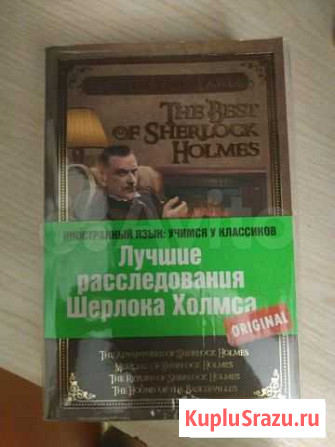 THE BEST
OF SHERLOCK
HOLMES
ИНОСТРАННЫЙ ЯЗЫК: УЧИМСЯ У КЛАССИКОВ
Лучшие
расследования
Шерлока Холмса
ORIGINAL
THE ADVENTURES OF SHERLOCK HOLMES
MEMOIRS OF SHERLOCK HOLMES
THE RETURN OF SHERLOCK HOLMES
THE HOUND OF THE BASKERVILLES
KupluSrazu.ru